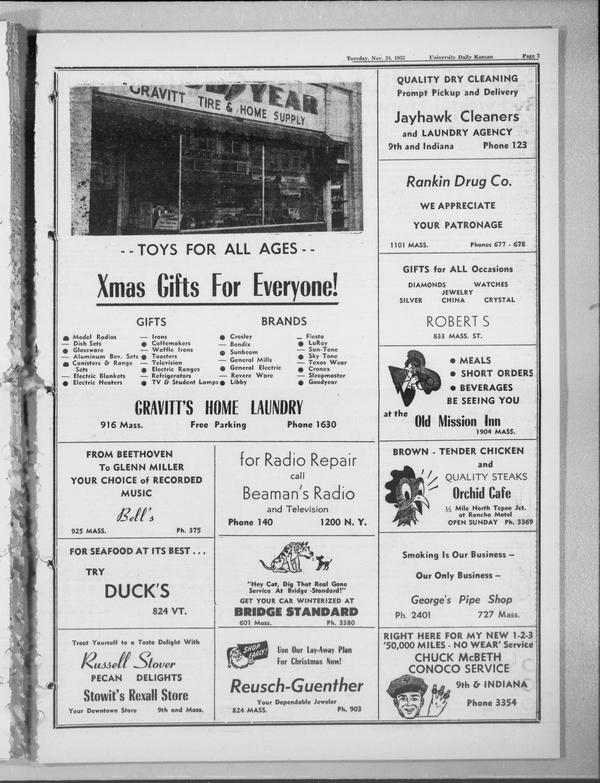 Tuesday, Nov. 24, 1953 University Daily Kansan Page 5
GOODYEAR
GRAVITT TIRE & HOME SUPPLY
--TOYS FOR ALL AGES--
Xmas Gifts For Everyone!
GIFTS
● Model Radios
— Dish Sets
● Glassware
— Aluminum Bev. Sets
● Canisters & Range
Sets
— Electric Blankets
● Electric Heaters
— Irons
● Coffemakers
— Waffle Irons
● Toasters
— Television
● Electric Ranges
— Refrigerators
● TV & Student Lamps
BRANDS
● Crosley
— Bendix
● Sunbeam
— General Mills
● General Electric
— Revere Ware
● Libby
— Fiesta
● LuRay
— Sun-Tone
● Sky Tone
— Texas Ware
● Cronex
— Sleepmaster
● Goodyear
GRAVITT'S HOME LAUNDRY
916 Mass. Free Parking Phone 1630
FROM BEETHOVEN
To GLENN MILLER
YOUR CHOICE of RECORDED
MUSIC
Bell's
925 MASS. Ph. 375
for Radio Repair
call
Beaman's Radio
and Television
Phone 140 1200 N. Y.
FOR SEAFOOD AT ITS BEST . . .
TRY
DUCK'S
824 VT.
"Hey Cat, Dig That Real Gone
Service At Bridge Standard!"
GET YOUR CAR WINTERIZED AT
BRIDGE STANDARD
601 Mass. Ph. 3380
Treat Yourself to a Taste Delight With
Russell Stover
PECAN DELIGHTS
Stowit's Rexall Store
Your Downtown Store 9th and Mass.
SHOP
EARLY!
Use Our Lay-Away Plan
For Christmas Now!
Reusch-Guenther
Your Dependable Jeweler
824 MASS. Ph. 903
QUALITY DRY CLEANING
Prompt Pickup and Delivery
Jayhawk Cleaners
and LAUNDRY AGENCY
9th and Indiana Phone 123
Rankin Drug Co.
WE APPRECIATE
YOUR PATRONAGE
1101 MASS. Phones 677 - 678
GIFTS for ALL Occasions
DIAMONDS WATCHES
JEWELRY
SILVER CHINA CRYSTAL
ROBERTS
833 MASS. ST.
● MEALS
● SHORT ORDERS
● BEVERAGES
BE SEEING YOU
at the
Old Mission Inn
1904 MASS.
BROWN - TENDER CHICKEN
and
QUALITY STEAKS
Orchid Cafe
½ Mile North Tepee Jct.
at Rancho Motel
OPEN SUNDAY Ph. 3369
Smoking Is Our Business —
Our Only Business —
George's Pipe Shop
Ph. 2401 727 Mass.
RIGHT HERE FOR MY NEW 1-2-3
'50,000 MILES - NO WEAR' Service
CHUCK McBETH
CONOCO SERVICE
9th & INDIANA
Phone 3354